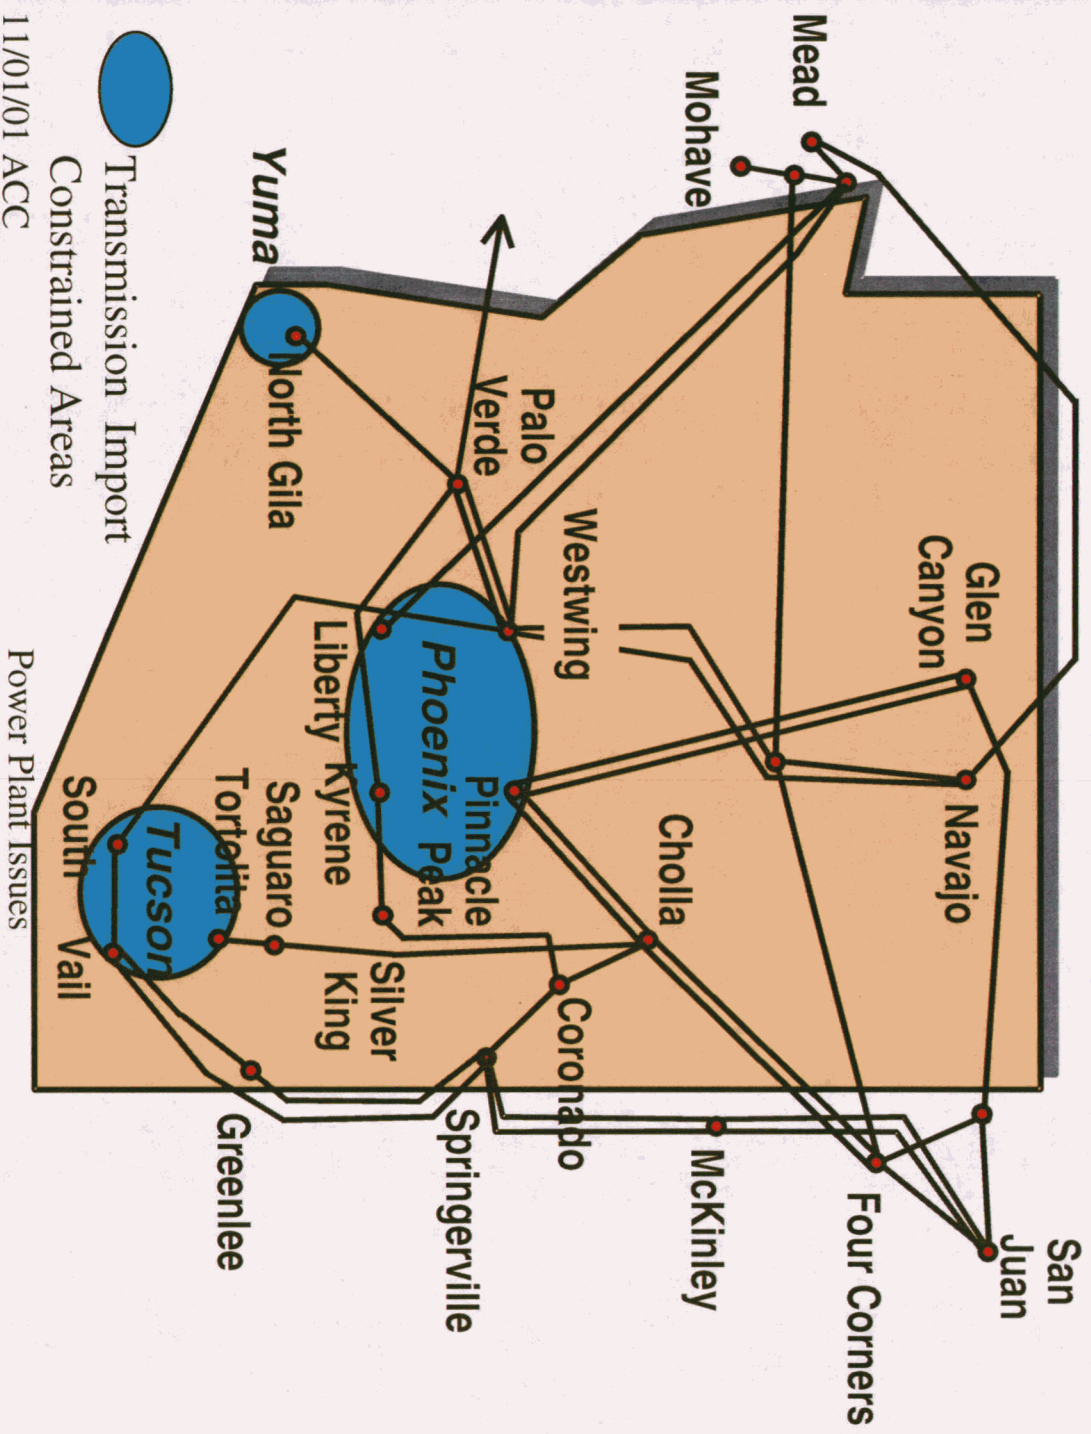 Mead
Mohave
Glen
Canyon
Navajo
San
Juan
Four Corners
McKinley
Westwing
Cholla
Palo
Verde
Phoenix
Pinnacle
Peak
Coronado
Springerville
Yuma
North Gila
Liberty
Kyrene
Silver
King
Saguaro
Tortolita
Tucson
South
Vail
Greenlee
Transmission Import
Constrained Areas
11/01/01 ACC
Power Plant Issues